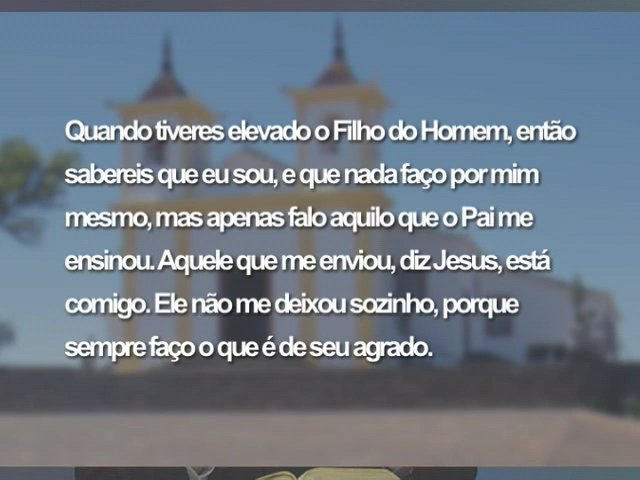 Quando tiveres elevado o Filho do Homem, então
sabereis que eu sou, e que nada faço por mim
mesmo, mas apenas falo aquilo que o Pai me
ensinou. Aquele que me enviou, diz Jesus, está
comigo. Ele não me deixou sozinho, porque
sempre faço o que é de seu agrado.